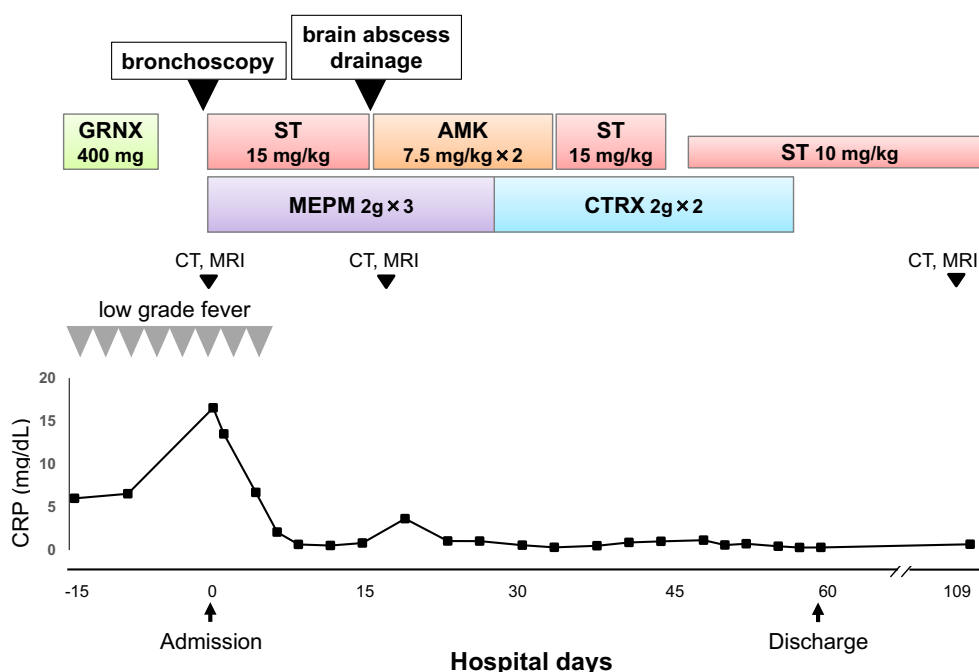 bronchoscopy
brain abscess
drainage
GRNX
400 mg
ST
15 mg/kg
AMK
7.5 mg/kg×2
ST
15 mg/kg
ST 10 mg/kg
MEPM 2g×3
CTRX 2g×2
CT, MRI
CT, MRI
CT, MRI
low grade fever
CRP (mg/dL)
20
15
10
5
0
-15 0 15 30 45 60 109
Admission
Discharge
Hospital days